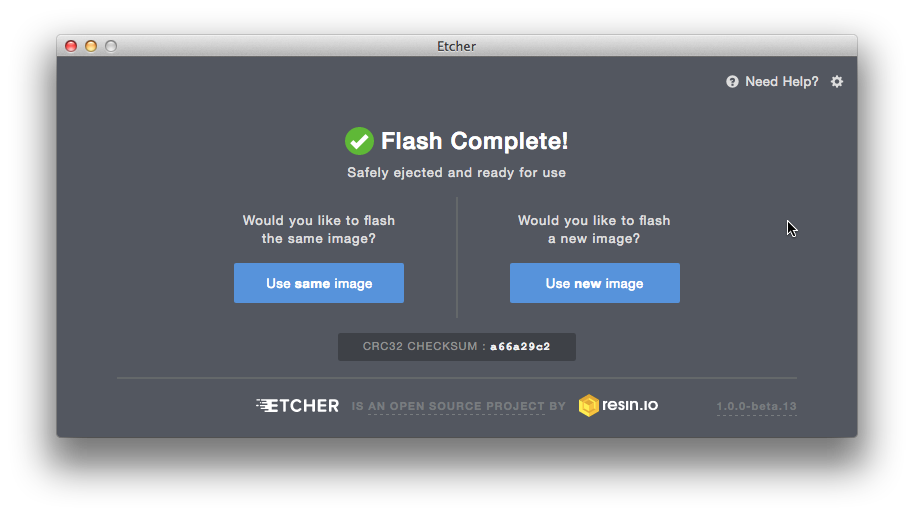 Etcher
Need Help?
Flash Complete!
Safely ejected and ready for use
Would you like to flash
the same image?
Use same image
Would you like to flash
a new image?
Use new image
CRC32 CHECKSUM : a66a29c2
ETCHER IS AN OPEN SOURCE PROJECT BY resin.io 1.0.0-beta.13